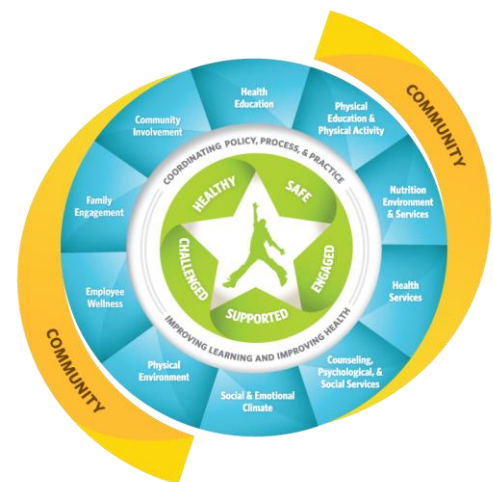 COMMUNITY
Health
Education
Physical
Education &
Physical Activity
Nutrition
Environment
& Services
Health
Services
Counseling,
Psychological, &
Social Services
Social & Emotional
Climate
Physical
Environment
Employee
Wellness
Family
Engagement
Community
Involvement
COORDINATING POLICY, PROCESS, & PRACTICE
IMPROVING LEARNING AND IMPROVING HEALTH
HEALTHY
SAFE
ENGAGED
SUPPORTED
CHALLENGED
COMMUNITY